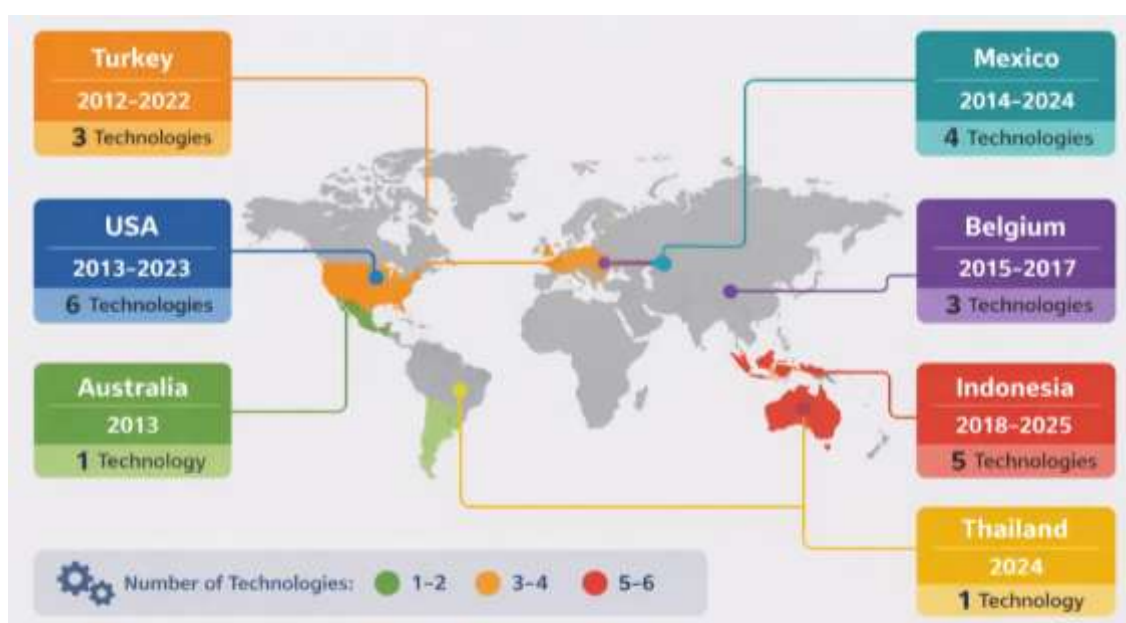 Turkey
2012–2022
3 Technologies
USA
2013–2023
6 Technologies
Australia
2013
1 Technology
Mexico
2014–2024
4 Technologies
Belgium
2015–2017
3 Technologies
Indonesia
2018–2025
5 Technologies
Thailand
2024
1 Technology
Number of Technologies: 1–2 3–4 5–6